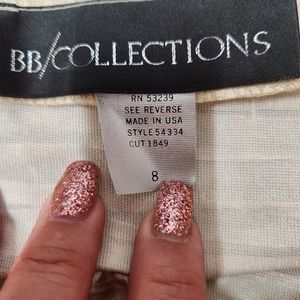 BB/COLLECTIONS
RN 53239
SEE REVERSE
MADE IN USA
STYLE 54334
CUT 1849
8